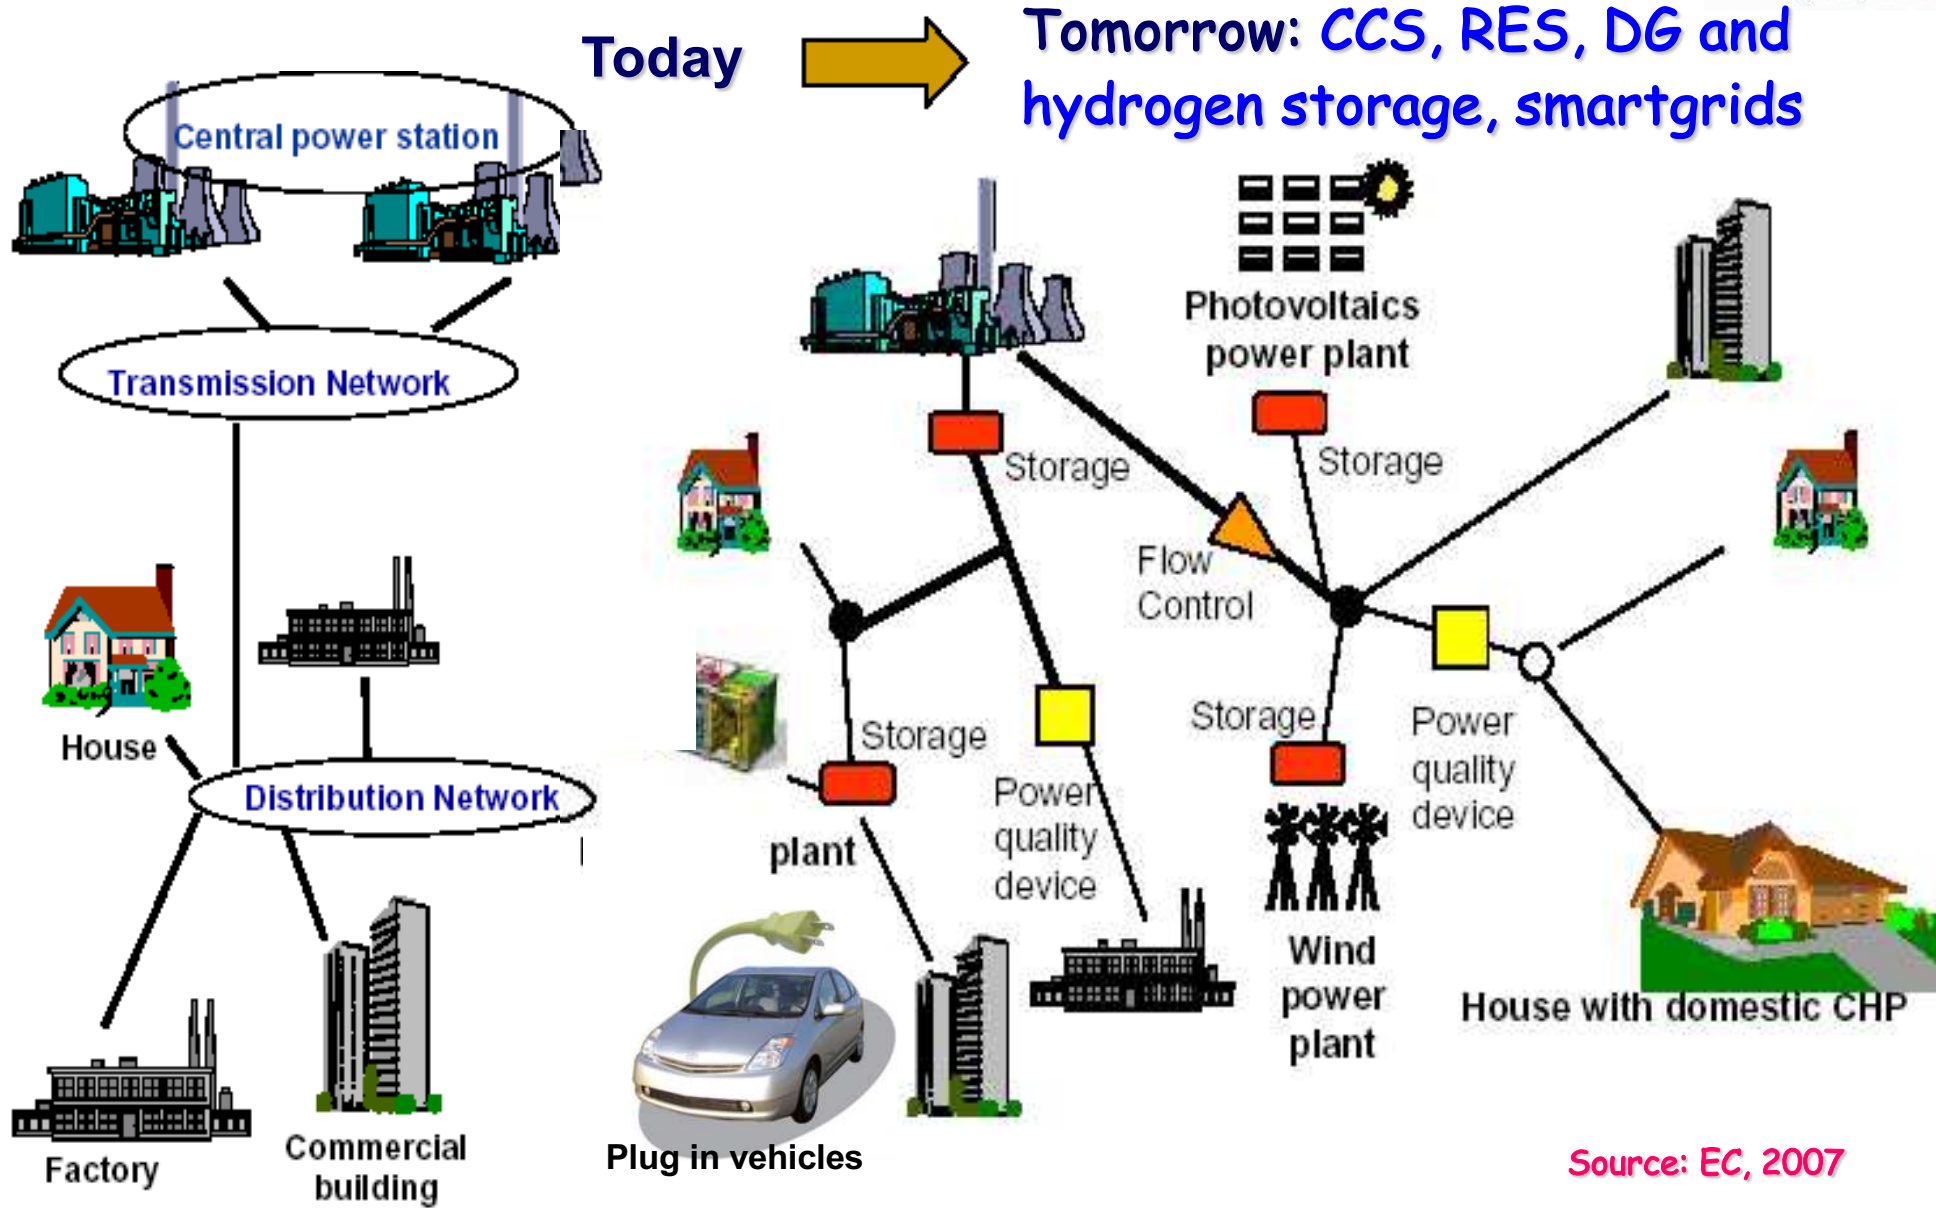 Today
Tomorrow: CCS, RES, DG and
hydrogen storage, smartgrids
Central power station
Transmission Network
House
Distribution Network
Factory
Commercial
building
Photovoltaics
power plant
Storage
Storage
Flow
Control
Storage
plant
Power
quality
device
Storage
Power
quality
device
Wind
power
plant
House with domestic CHP
Plug in vehicles
Source: EC, 2007